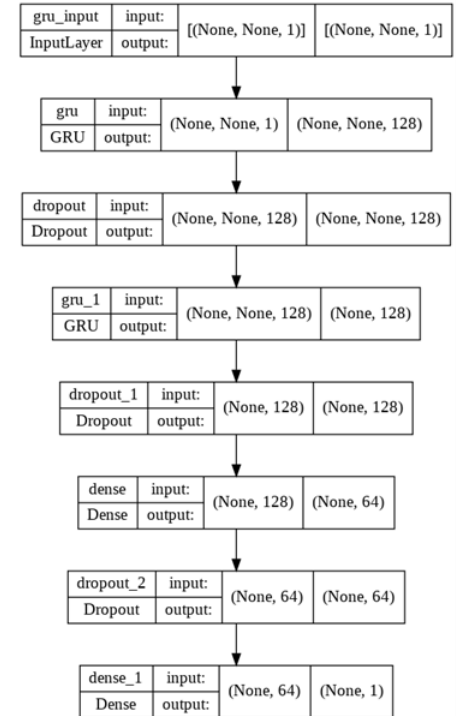 gru_input input: [(None, None, 1)] [(None, None, 1)]
InputLayer output:
gru input: (None, None, 1) (None, None, 128)
GRU output:
dropout input: (None, None, 128) (None, None, 128)
Dropout output:
gru_1 input: (None, None, 128) (None, 128)
GRU output:
dropout_1 input: (None, 128) (None, 128)
Dropout output:
dense input: (None, 128) (None, 64)
Dense output:
dropout_2 input: (None, 64) (None, 64)
Dropout output:
dense_1 input: (None, 64) (None, 1)
Dense output: